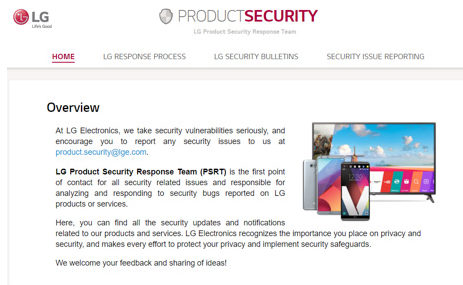 LG
Life's Good
PRODUCTSECURITY
LG Product Security Response Team
HOME LG RESPONSE PROCESS LG SECURITY BULLETINS SECURITY ISSUE REPORTING
Overview
At LG Electronics, we take security vulnerabilities seriously, and
encourage you to report any security issues to us at
product.security@lge.com.
LG Product Security Response Team (PSRT) is the first point
of contact for all security related issues and responsible for
analyzing and responding to security bugs reported on LG
products or services.
Here, you can find all the security updates and notifications
related to our products and services. LG Electronics recognizes the importance you place on privacy and
security, and makes every effort to protect your privacy and implement security safeguards.
We welcome your feedback and sharing of ideas!